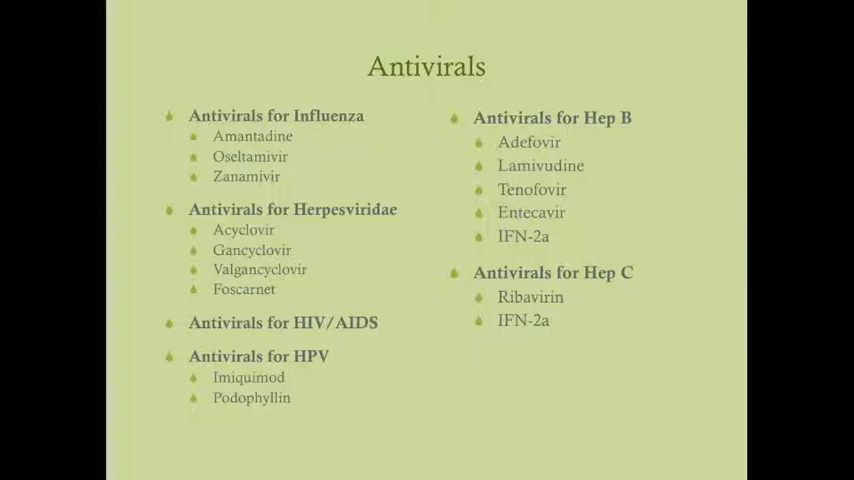 Antivirals
Antivirals for Influenza
Amantadine
Oseltamivir
Zanamivir
Antivirals for Herpesviridae
Acyclovir
Gancyclovir
Valgancyclovir
Foscarnet
Antivirals for HIV/AIDS
Antivirals for HPV
Imiquimod
Podophyllin
Antivirals for Hep B
Adefovir
Lamivudine
Tenofovir
Entecavir
IFN-2a
Antivirals for Hep C
Ribavirin
IFN-2a